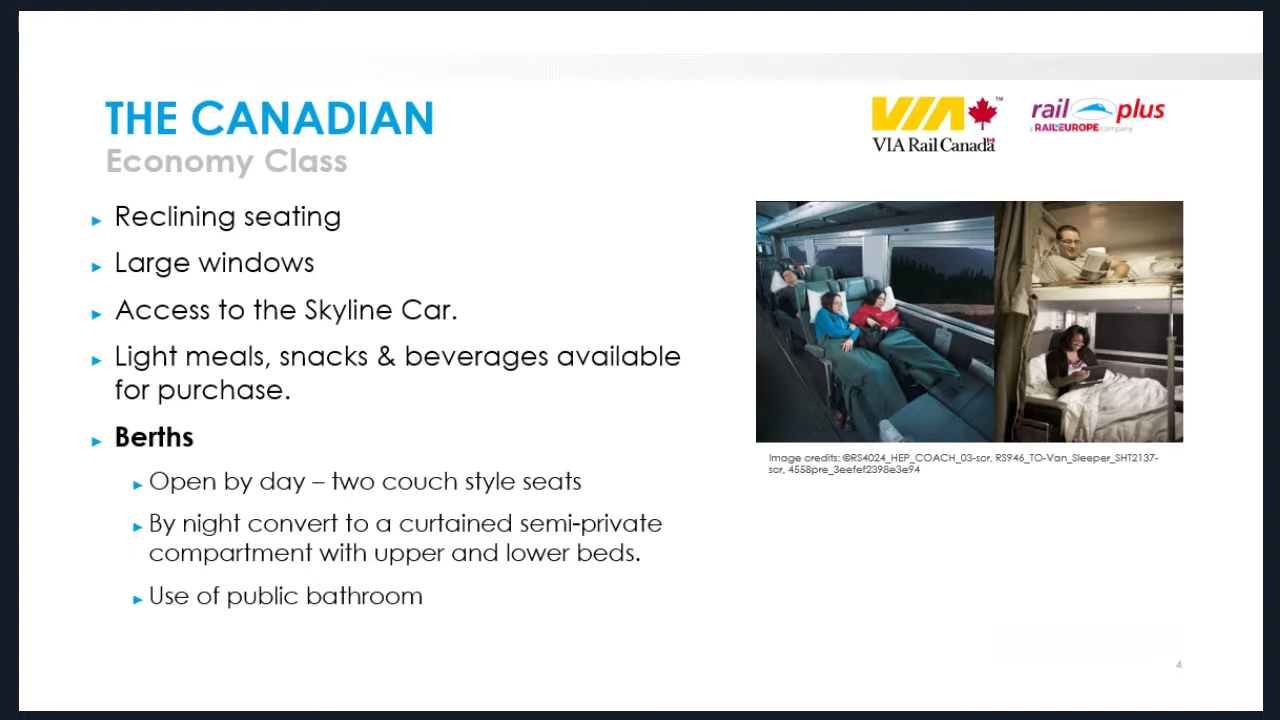 THE CANADIAN
Economy Class
VIA™
VIA Rail Canada
rail plus
a RAILEUROPE company
► Reclining seating
► Large windows
► Access to the Skyline Car.
► Light meals, snacks & beverages available
for purchase.
► Berths
► Open by day – two couch style seats
► By night convert to a curtained semi-private
compartment with upper and lower beds.
► Use of public bathroom
Image credits: ©RS4024_HEP_COACH_03-scr, RS946_TO-Van_Sleeper_SHT2137-
scr, 4558pre_3eefef2398e3e94
4